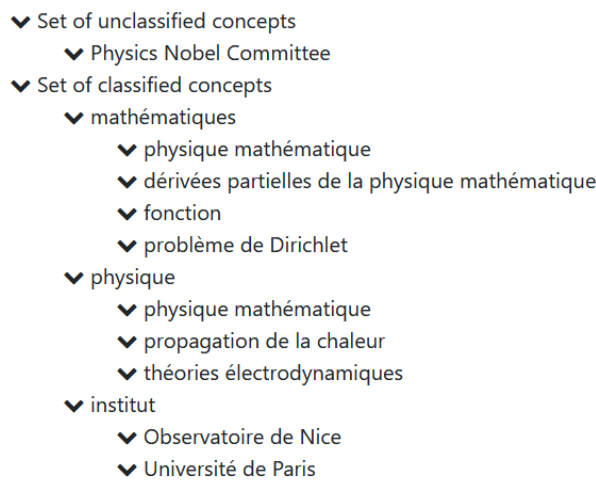 Set of unclassified concepts
Physics Nobel Committee
Set of classified concepts
mathématiques
physique mathématique
dérivées partielles de la physique mathématique
fonction
problème de Dirichlet
physique
physique mathématique
propagation de la chaleur
théories électrodynamiques
institut
Observatoire de Nice
Université de Paris